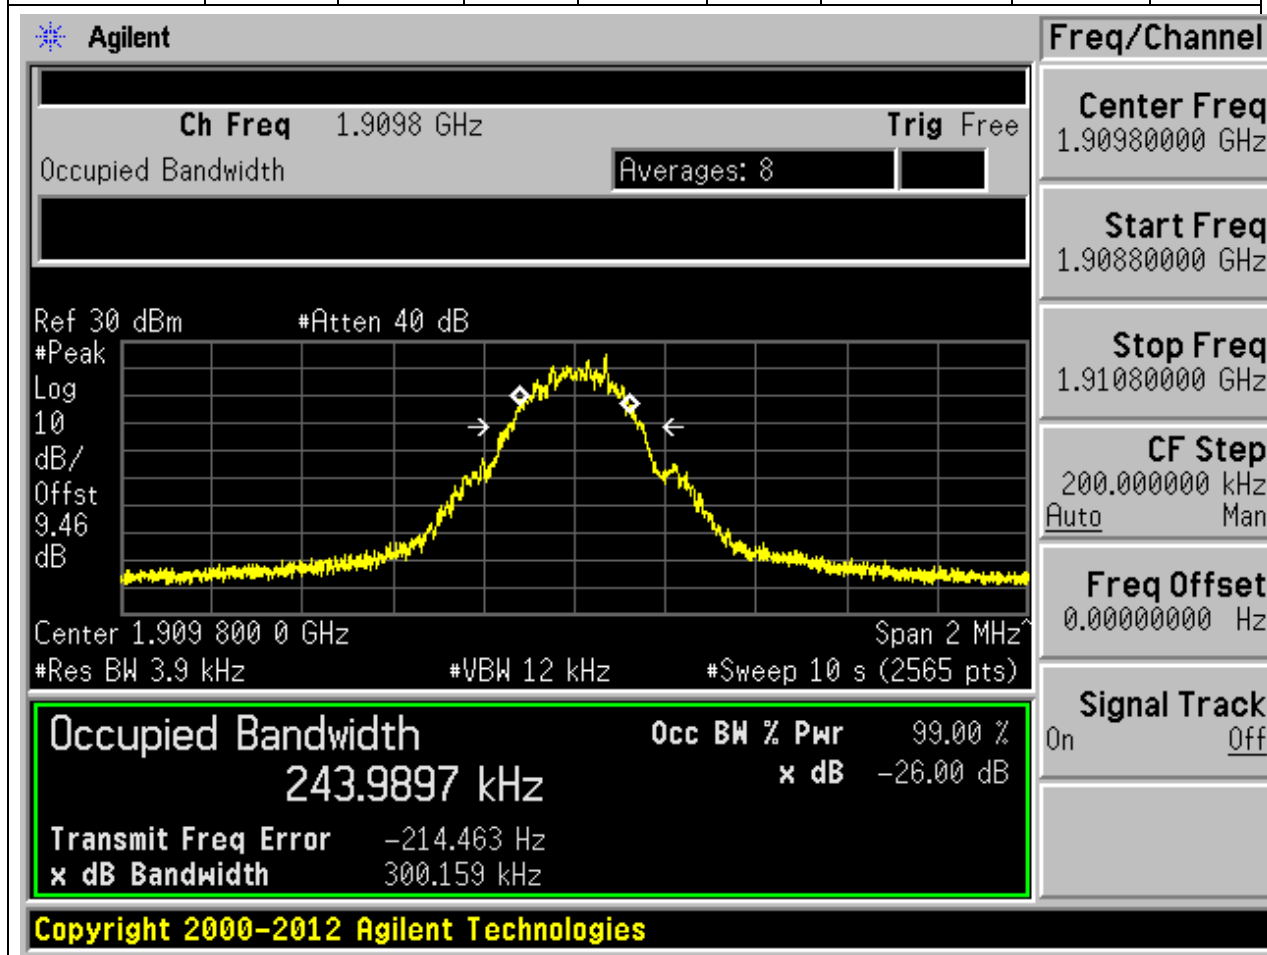 Agilent
Freq/Channel
Ch Freq 1.9098 GHz Trig Free
Occupied Bandwidth Averages: 8
Center Freq
1.90980000 GHz
Start Freq
1.90880000 GHz
Stop Freq
1.91080000 GHz
CF Step
200.000000 kHz
Auto Man
Freq Offset
0.00000000 Hz
Signal Track
On Off
Ref 30 dBm #Atten 40 dB
#Peak
Log
10
dB/
Offst
9.46
dB
Center 1.909 800 0 GHz Span 2 MHz^
#Res BW 3.9 kHz #VBW 12 kHz #Sweep 10 s (2565 pts)
Occupied Bandwidth Occ BW % Pwr 99.00 %
243.9897 kHz x dB -26.00 dB
Transmit Freq Error -214.463 Hz
x dB Bandwidth 300.159 kHz
Copyright 2000-2012 Agilent Technologies